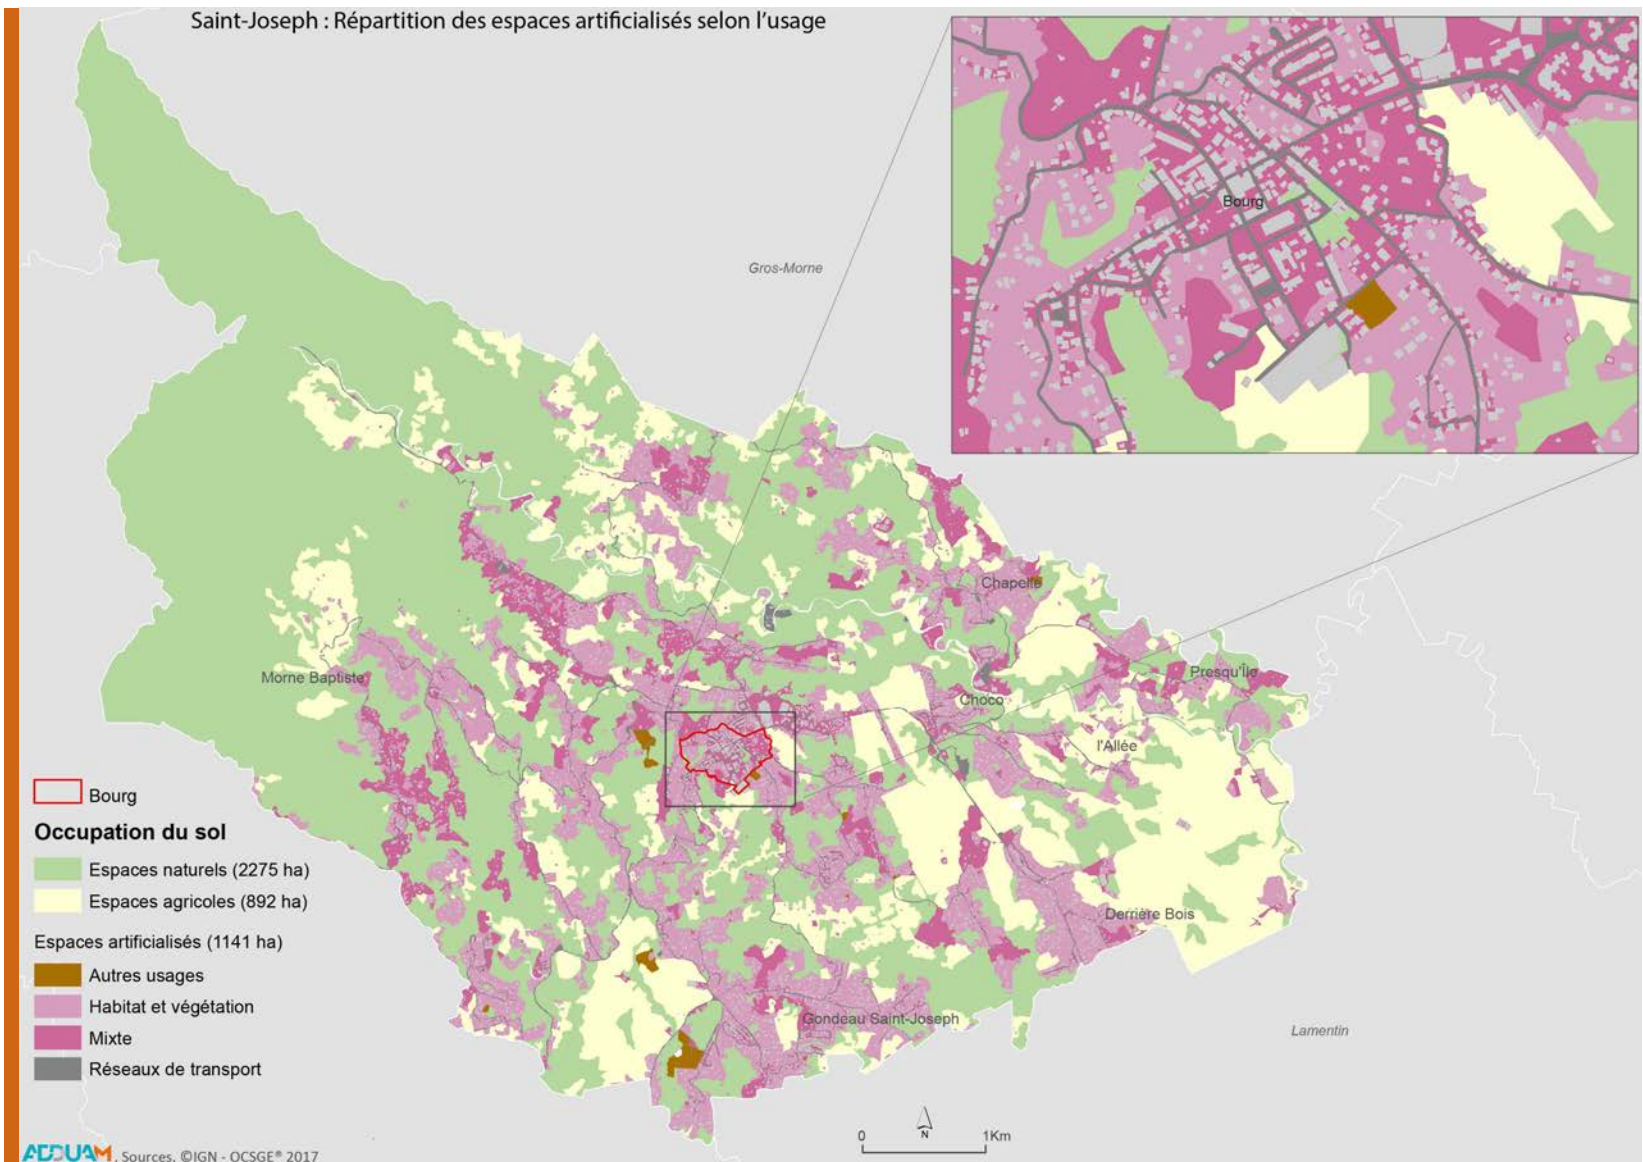 Saint-Joseph : Répartition des espaces artificialisés selon l'usage
Bourg
Gros-Morne
Chapelle
Presqu'Île
Morne Baptiste
Choco
l'Allée
Derrière Bois
Gondeau Saint-Joseph
Lamentin
Bourg
Occupation du sol
Espaces naturels (2275 ha)
Espaces agricoles (892 ha)
Espaces artificialisés (1141 ha)
Autres usages
Habitat et végétation
Mixte
Réseaux de transport
0 N 1Km
ADDUAM , Sources. ©IGN - OCSGE® 2017